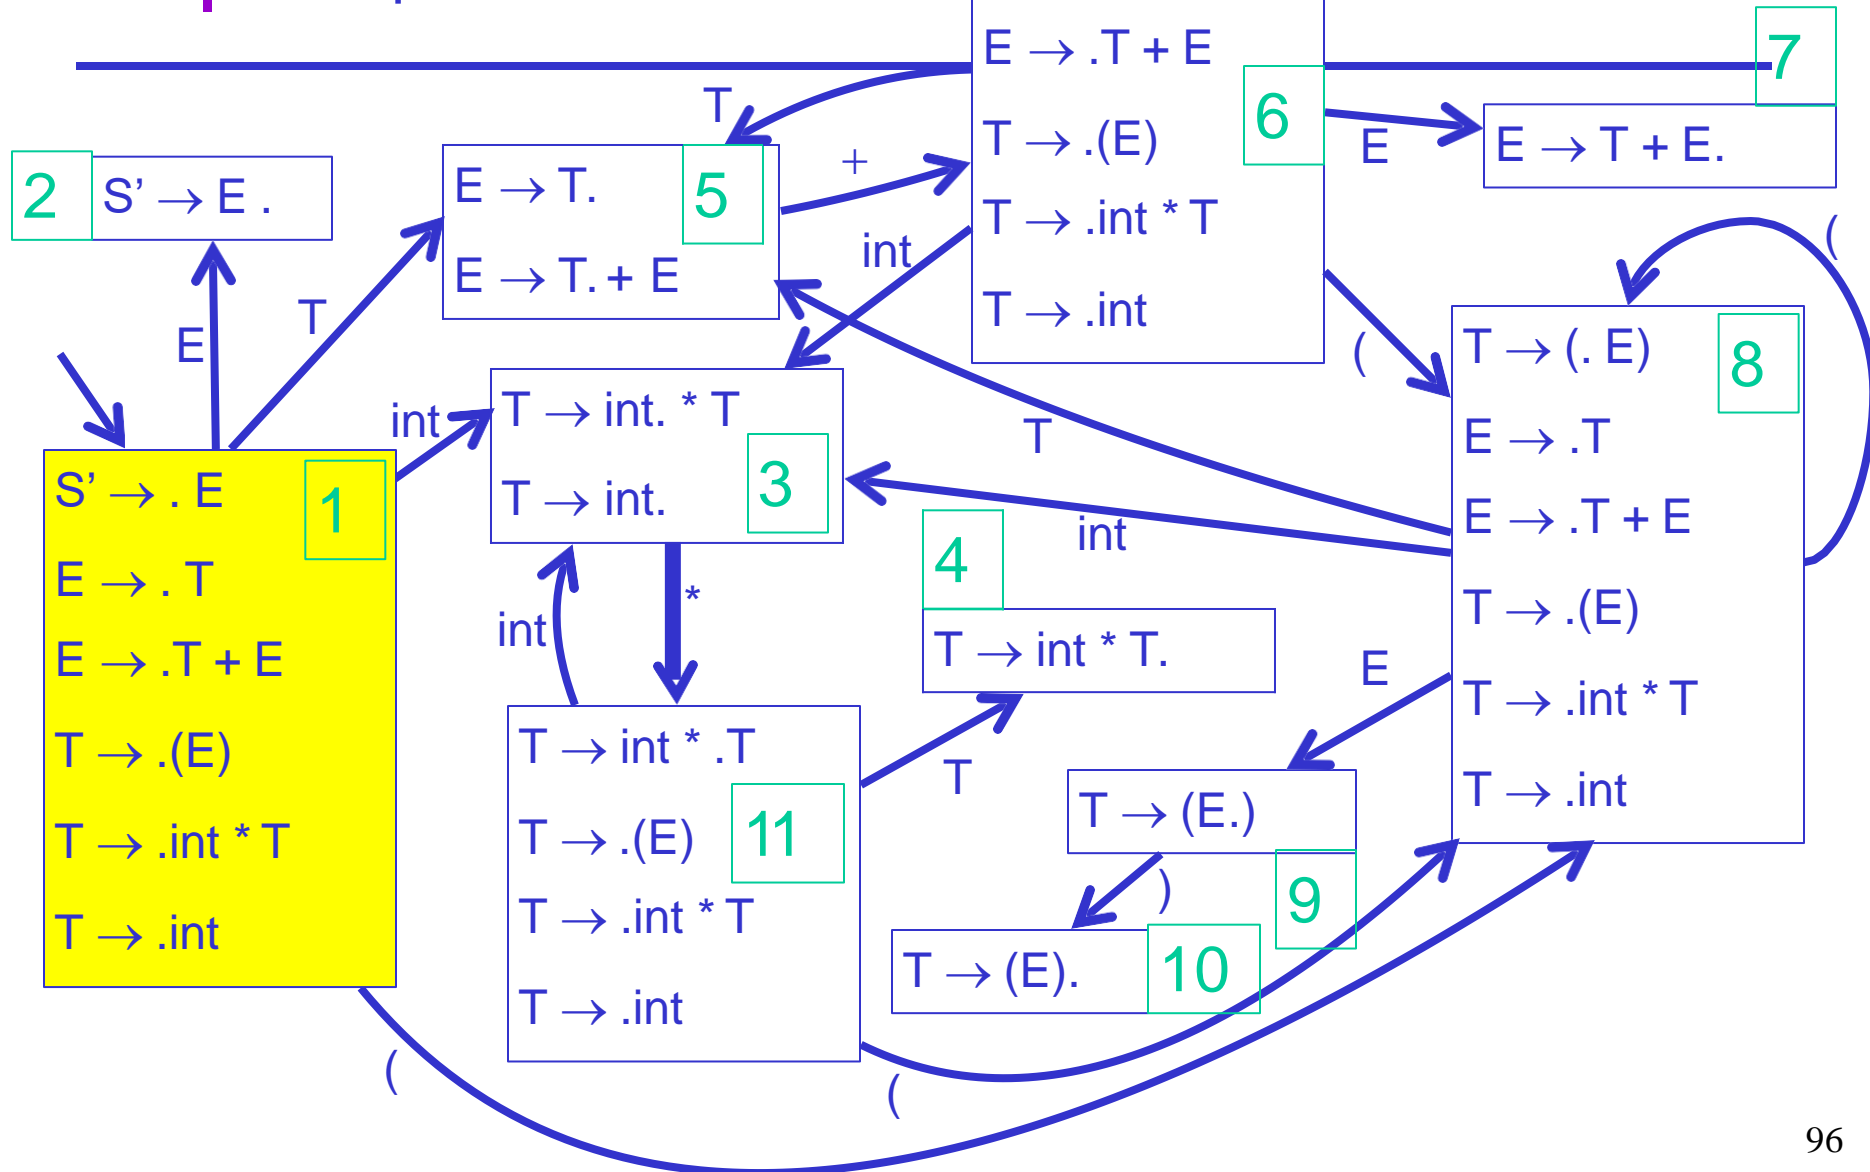 E → .T + E
T → .(E)
T → .int * T
T → .int
6
7
E
E → T + E.
T
+
2
S’ → E .
E → T.
E → T. + E
5
int
(
(
E
T
T → (. E)
E → .T
E → .T + E
T → .(E)
T → .int * T
T → .int
8
int
T → int. * T
T → int.
3
T
int
S’ → . E
E → . T
E → .T + E
T → .(E)
T → .int * T
T → .int
1
4
T → int * T.
int
*
E
T → int * .T
T → .(E)
T → .int * T
T → .int
11
T
T → (E.)
9
)
T → (E).
10
(
(
96